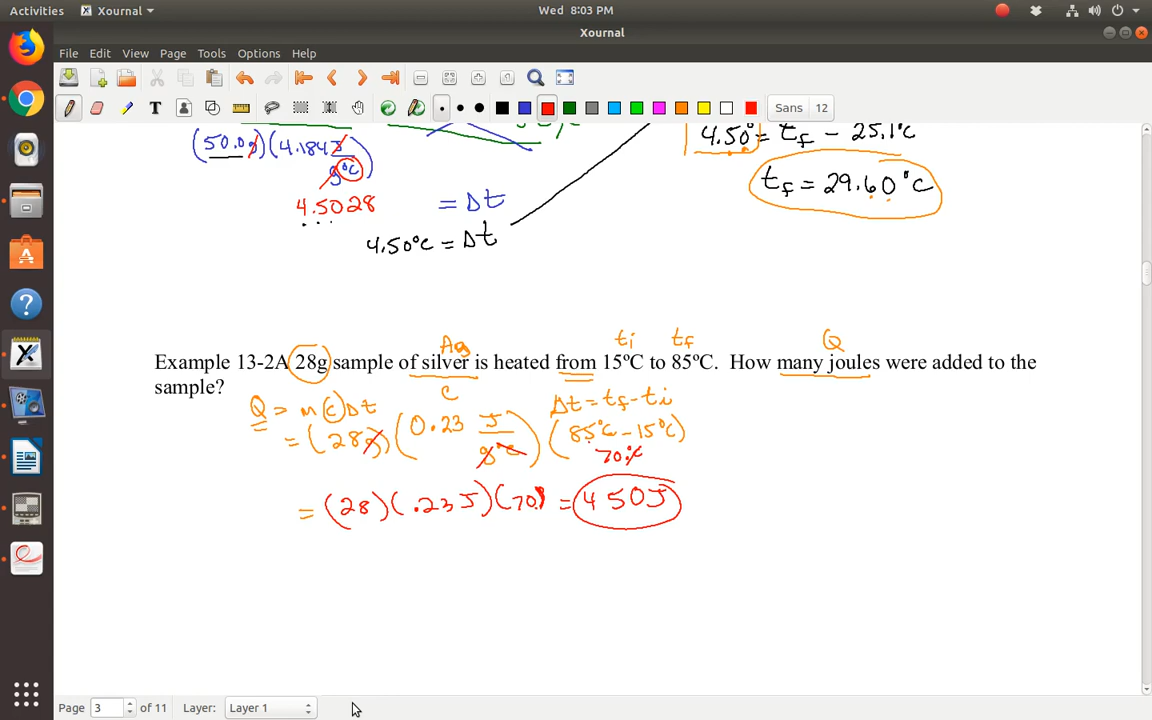 Activities Xournal Wed 8:03 PM
Xournal
File Edit View Page Tools Options Help
Sans 12
(50.0g)(4.184J
g°C)
4.50° = tf − 25.1°C
tf = 29.60°C
4.5028 = Δt
4.50°C = Δt
ti tf Q
Ag
Example 13-2A 28g sample of silver is heated from 15°C to 85°C. How many joules were added to the
sample?
C
Q = m(c)Δt Δt = tf − ti
= (28g)(0.23 J/g°C)(85°C − 15°C)
70.°C
= (28)(.23J)(70.) = 450J
Page 3 of 11 Layer: Layer 1